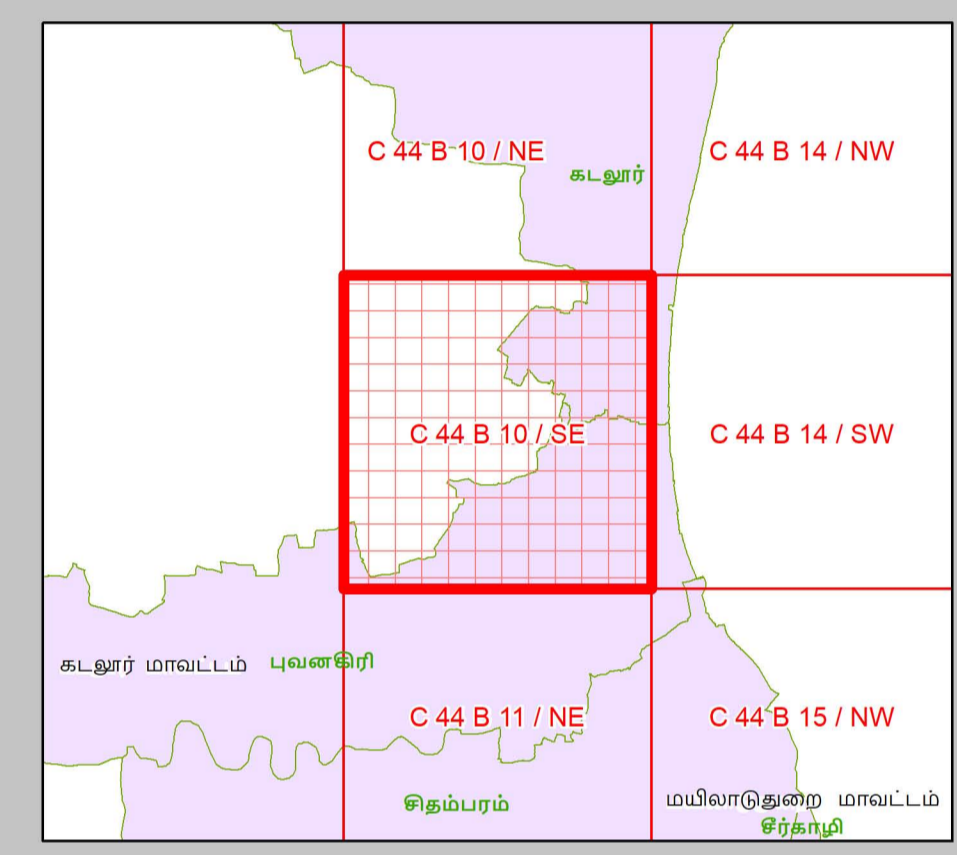 C 44 B 10 / NE
C 44 B 14 / NW
கடலூர்
C 44 B 10 / SE
C 44 B 14 / SW
கடலூர் மாவட்டம்
புவனகிரி
C 44 B 11 / NE
C 44 B 15 / NW
சிதம்பரம்
மயிலாடுதுறை மாவட்டம்
சீர்காழி